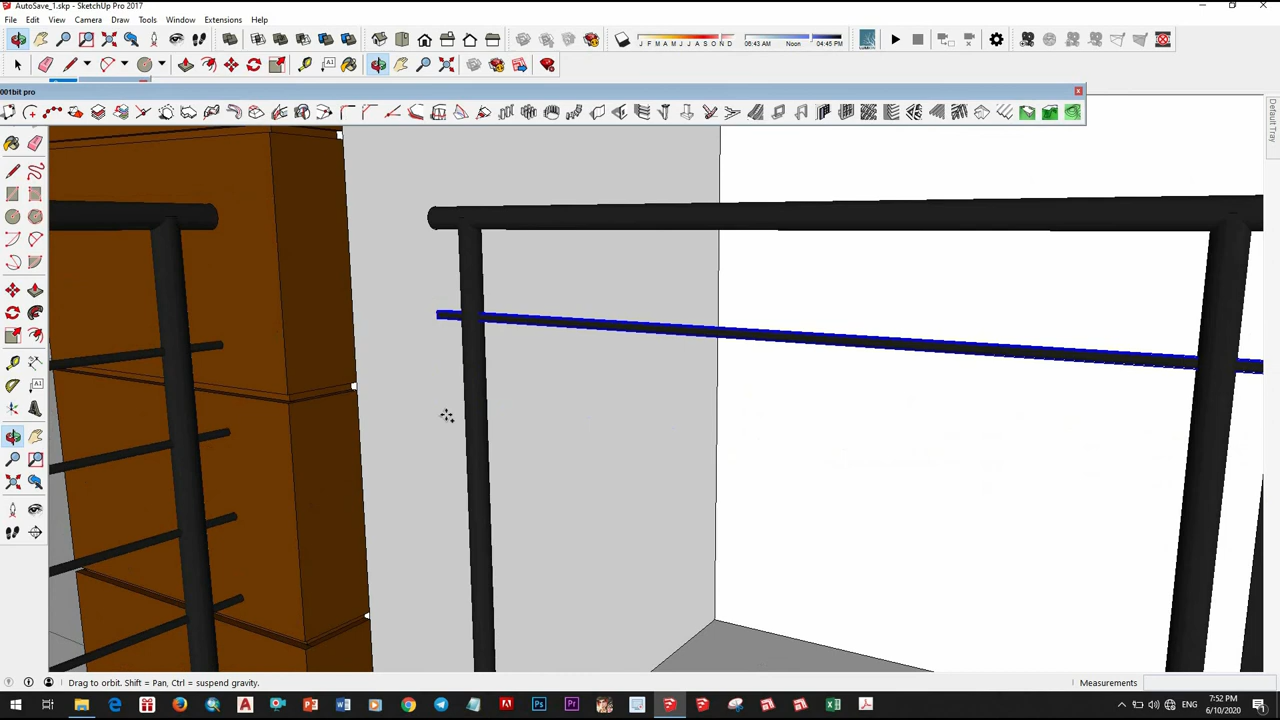 AutoSave_1.skp - SketchUp Pro 2017
File Edit View Camera Draw Tools Window Extensions Help
J F M A M J J A S O N D 06:43 AM Noon 04:45 PM
001bit pro
Default Tray
Drag to orbit. Shift = Pan, Ctrl = suspend gravity.
Measurements
ENG
7:52 PM
6/10/2020